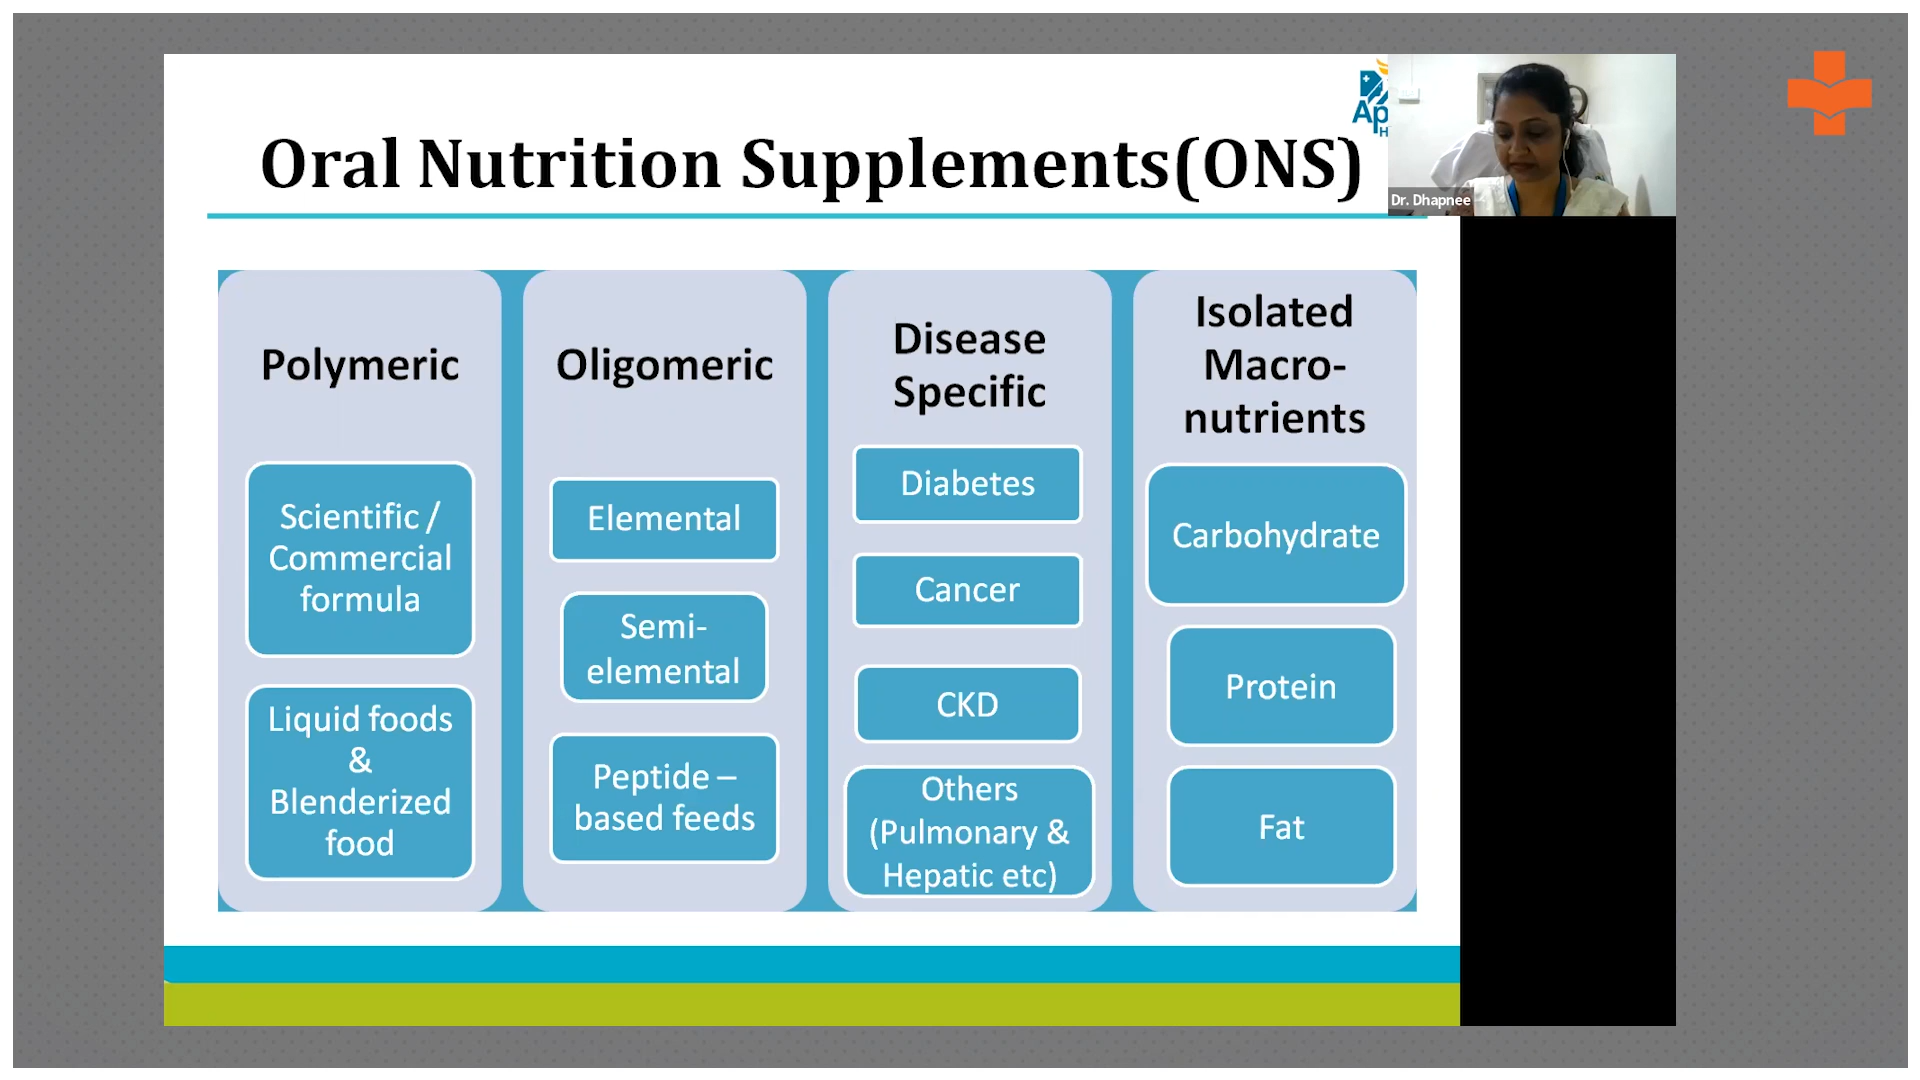 Ap
H
Dr. Dhapnee
Oral Nutrition Supplements(ONS)
Polymeric
Scientific /
Commercial
formula
Liquid foods
&
Blenderized
food
Oligomeric
Elemental
Semi-
elemental
Peptide –
based feeds
Disease
Specific
Diabetes
Cancer
CKD
Others
(Pulmonary &
Hepatic etc)
Isolated
Macro-
nutrients
Carbohydrate
Protein
Fat